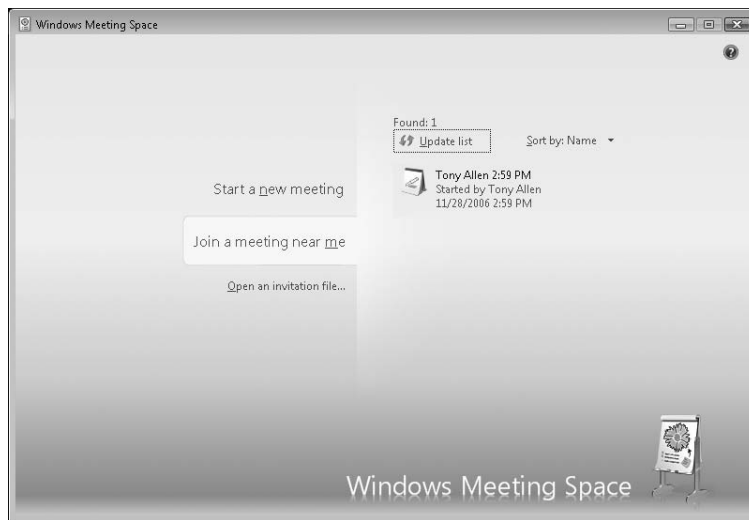 Windows Meeting Space
Found: 1
Update list
Sort by: Name
Tony Allen 2:59 PM
Started by Tony Allen
11/28/2006 2:59 PM
Start a new meeting
Join a meeting near me
Open an invitation file...
Windows Meeting Space